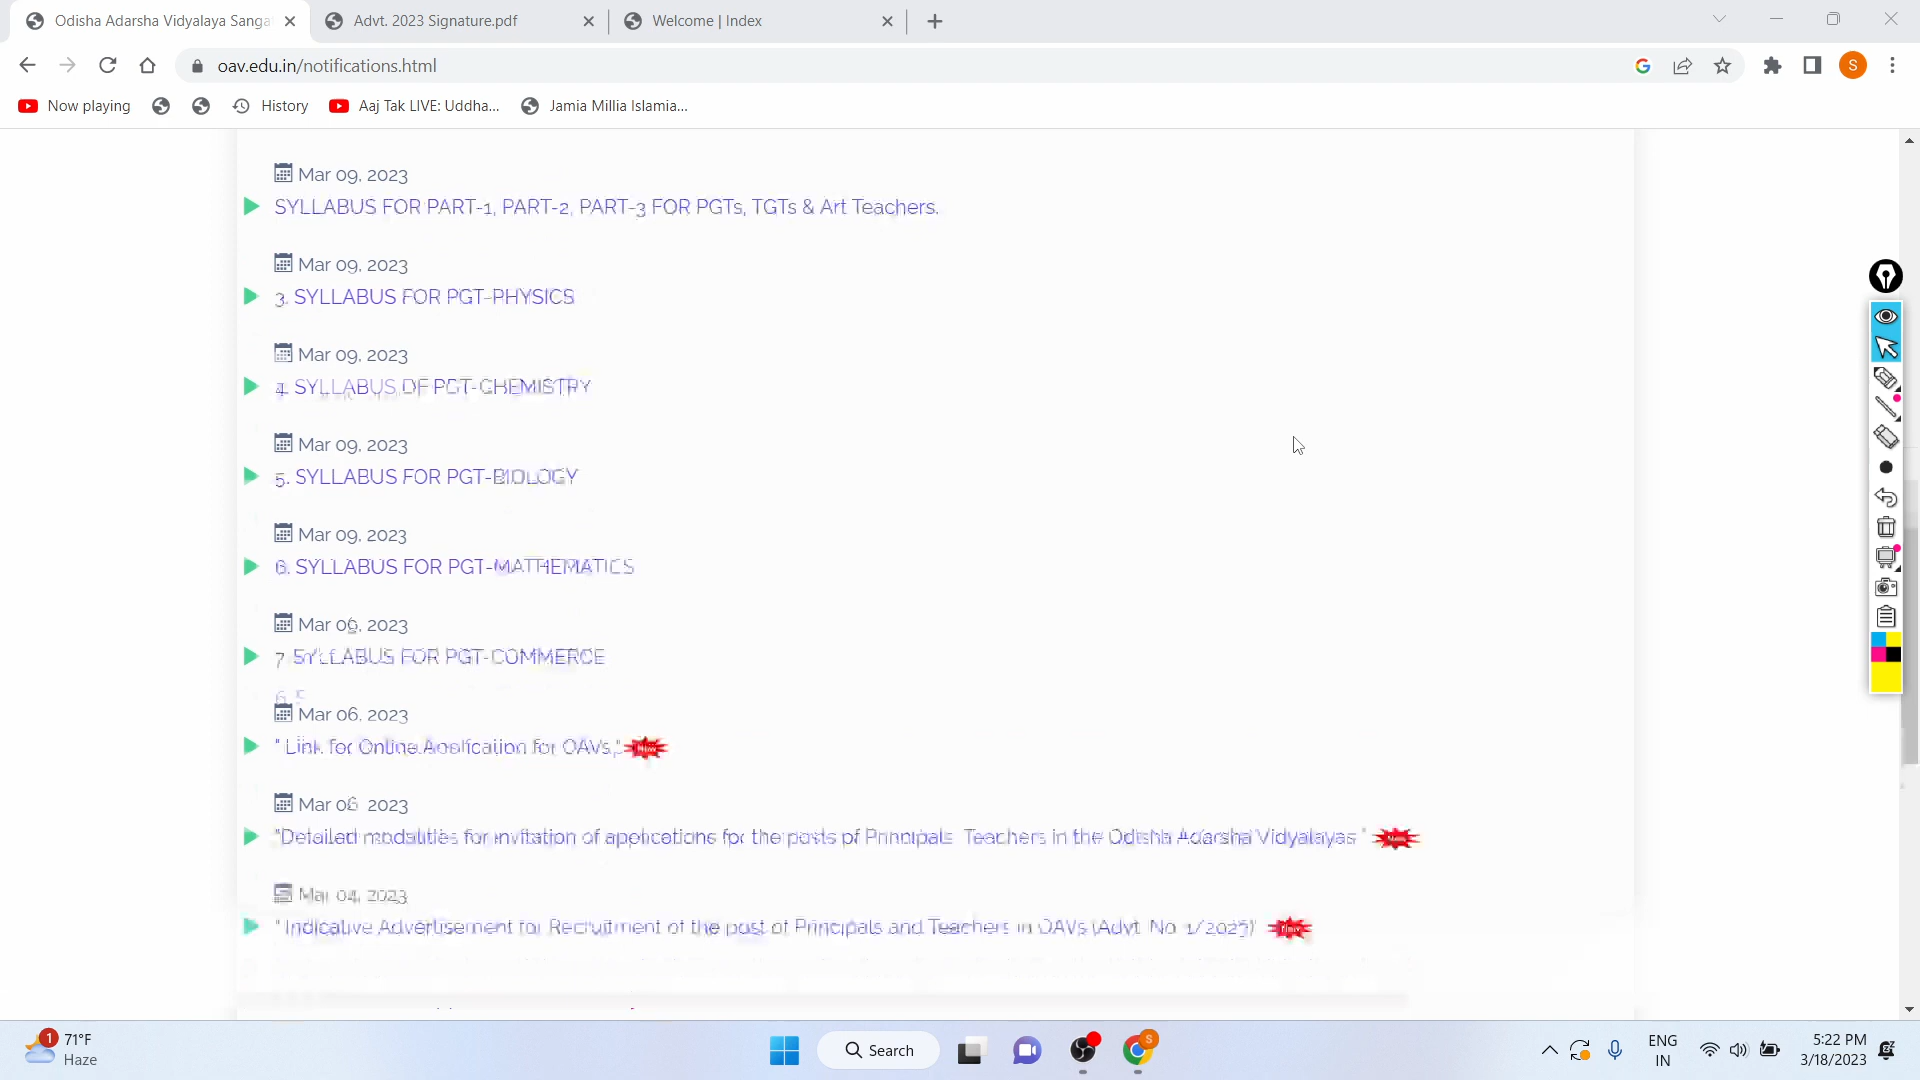 Odisha Adarsha Vidyalaya Sanga
Advt. 2023 Signature.pdf
Welcome | Index
oav.edu.in/notifications.html
S
Now playing
History
Aaj Tak LIVE: Uddha...
Jamia Millia Islamia...
Mar 09, 2023
SYLLABUS FOR PART-1, PART-2, PART-3 FOR PGTs, TGTs & Art Teachers.
Mar 09, 2023
3. SYLLABUS FOR PGT-PHYSICS
Mar 09, 2023
4. SYLLABUS OF PGT-CHEMISTRY
Mar 09, 2023
5. SYLLABUS FOR PGT-BIOLOGY
Mar 09, 2023
6. SYLLABUS FOR PGT-MATHEMATICS
Mar , 2023
7 SYLLABUS FOR PGT-COMMERCE
Mar 06, 2023
" Link for Online Application for OAVs."
Mar 2023
"Detailed modalities for invitation of applications for the posts of Principals Teachers in the Odisha Adarsha Vidyalayas "
Mar 04, 2023
" Indicative Advertisement for Recruitment of the post of Principals and Teachers in OAVs (Advt. No. 1/2023)"
1
71°F
Haze
Search
S
ENG
IN
5:22 PM
3/18/2023